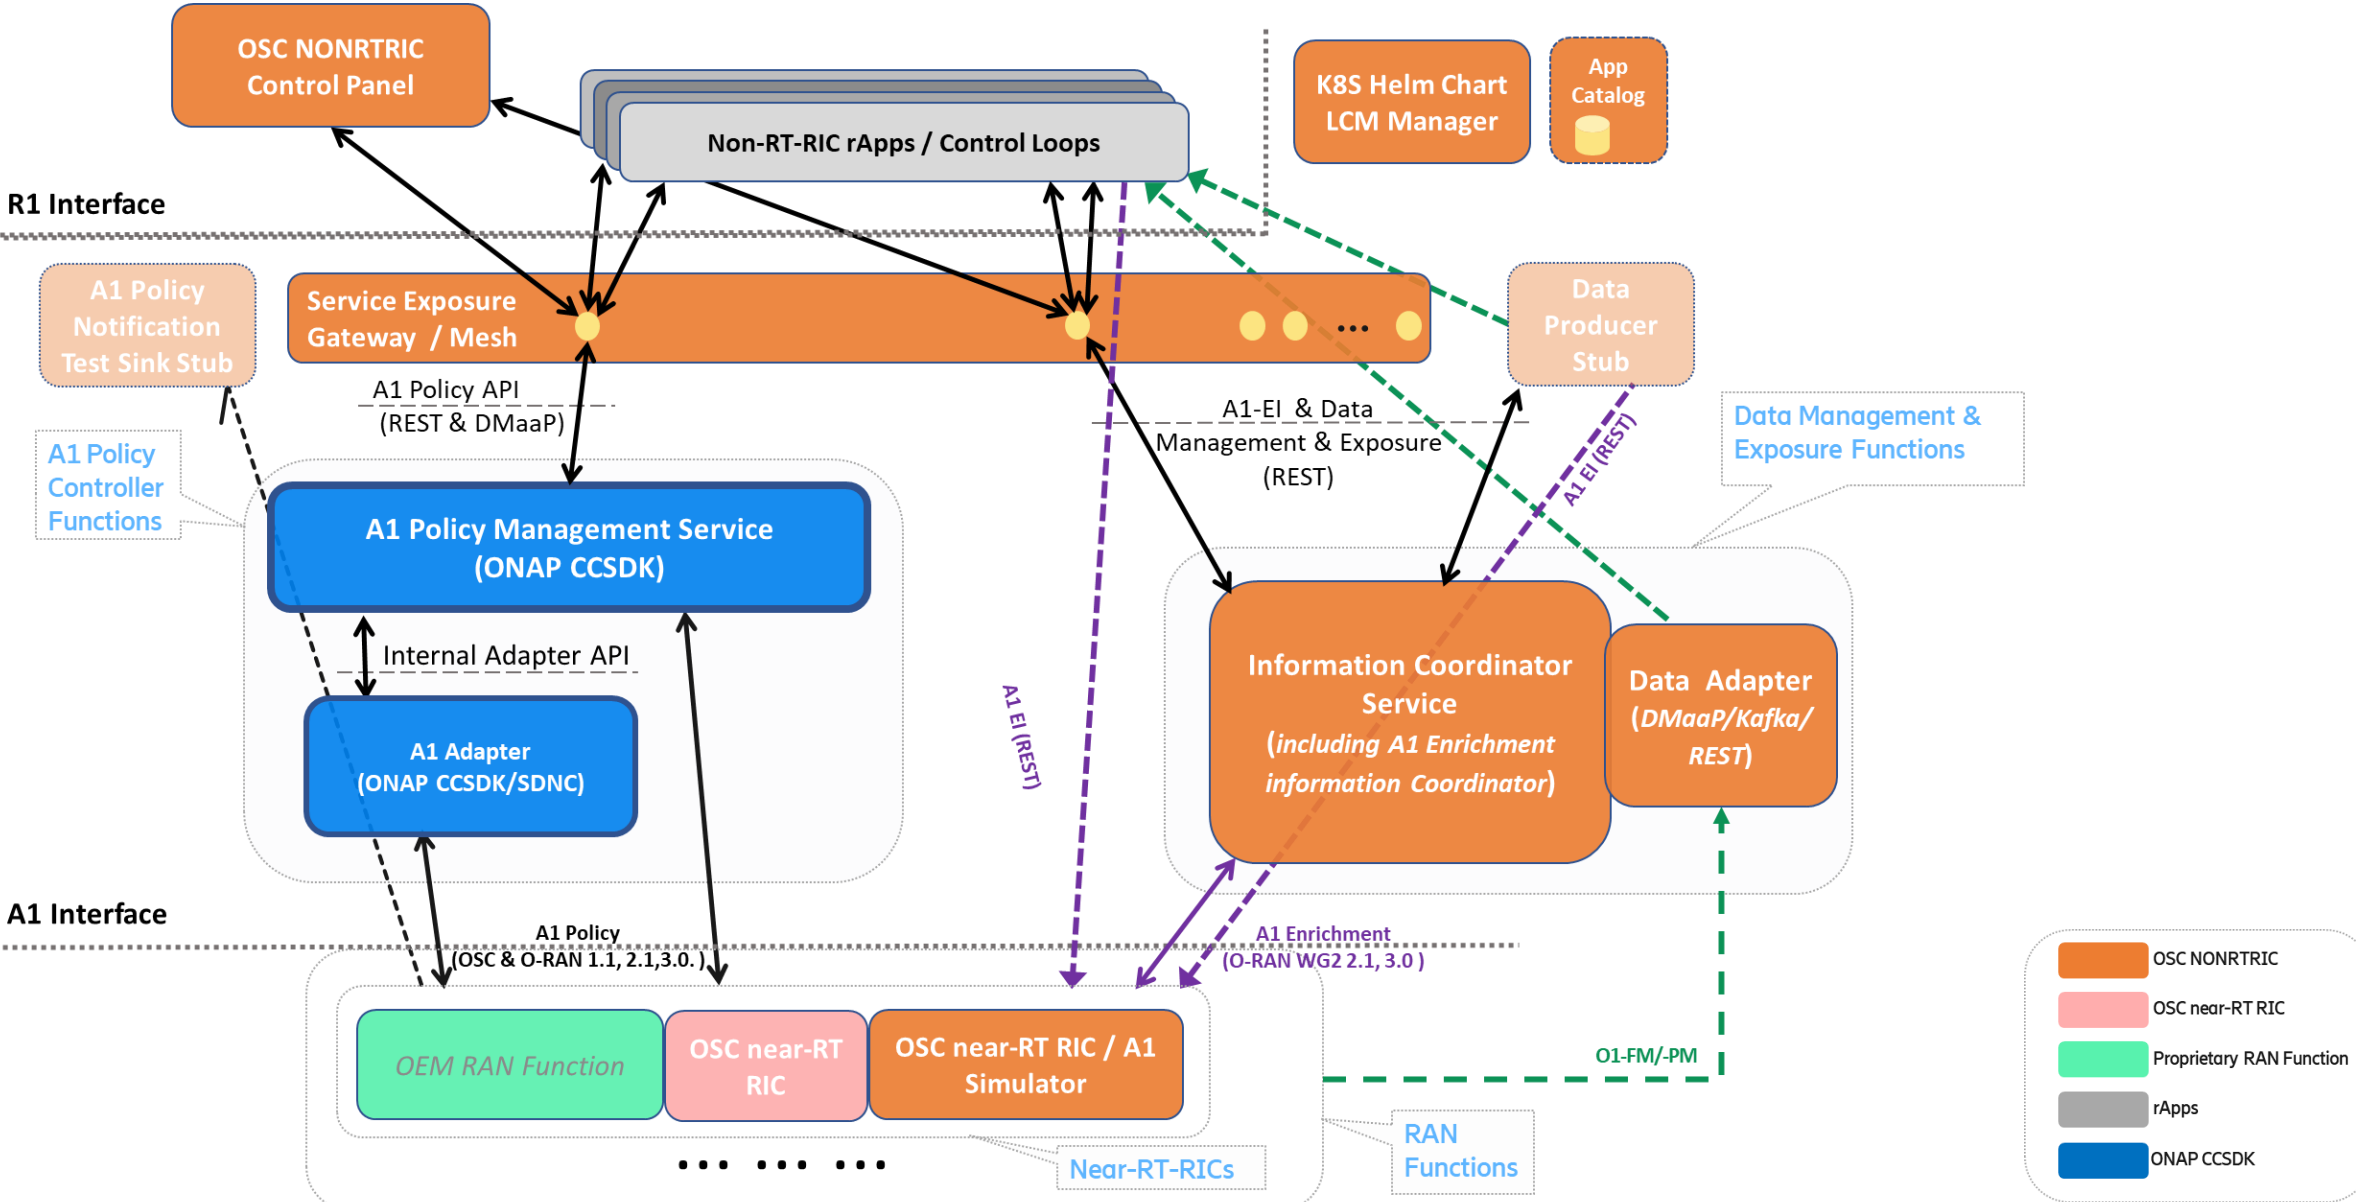 OSC NONRTRIC
Control Panel
Non-RT-RIC rApps / Control Loops
K8S Helm Chart
LCM Manager
App
Catalog
R1 Interface
A1 Policy
Notification
Test Sink Stub
Service Exposure
Gateway / Mesh
...
Data
Producer
Stub
A1 Policy API
(REST & DMaaP)
A1-EI & Data
Management & Exposure
(REST)
A1 EI (REST)
Data Management &
Exposure Functions
A1 Policy
Controller
Functions
A1 Policy Management Service
(ONAP CCSDK)
Internal Adapter API
A1 Adapter
(ONAP CCSDK/SDNC)
A1 EI (REST)
Information Coordinator
Service
(including A1 Enrichment
information Coordinator)
Data Adapter
(DMaaP/Kafka/
REST)
A1 Interface
A1 Policy
(OSC & O-RAN 1.1, 2.1,3.0. )
A1 Enrichment
(O-RAN WG2 2.1, 3.0 )
OEM RAN Function
OSC near-RT
RIC
OSC near-RT RIC / A1
Simulator
O1-FM/-PM
... ... ...
Near-RT-RICs
RAN
Functions
OSC NONRTRIC
OSC near-RT RIC
Proprietary RAN Function
rApps
ONAP CCSDK